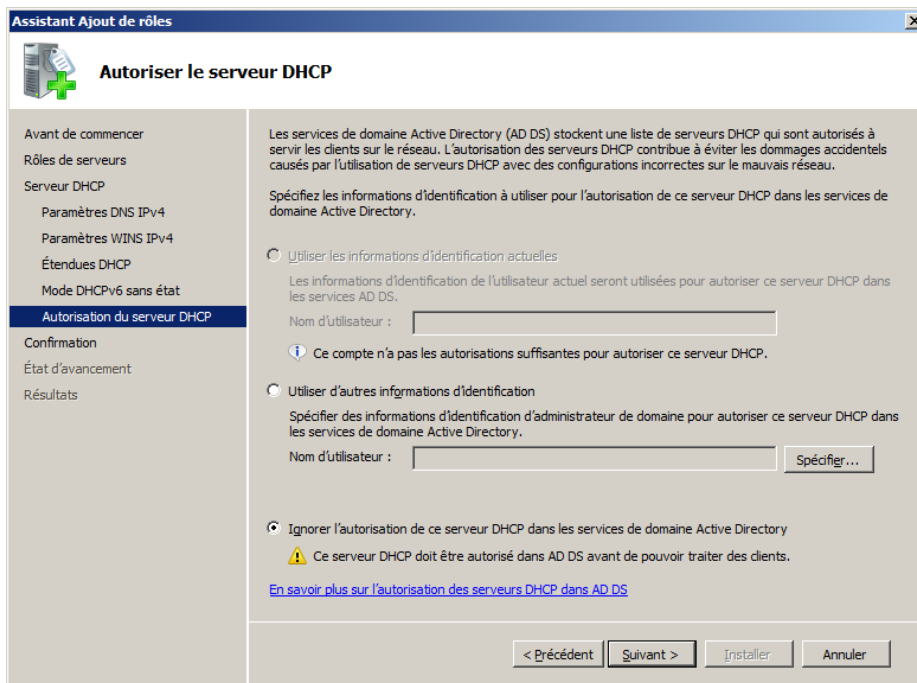 Assistant Ajout de rôles
Autoriser le serveur DHCP
Avant de commencer
Rôles de serveurs
Serveur DHCP
Paramètres DNS IPv4
Paramètres WINS IPv4
Étendues DHCP
Mode DHCPv6 sans état
Autorisation du serveur DHCP
Confirmation
État d'avancement
Résultats
Les services de domaine Active Directory (AD DS) stockent une liste de serveurs DHCP qui sont autorisés à
servir les clients sur le réseau. L'autorisation des serveurs DHCP contribue à éviter les dommages accidentels
causés par l'utilisation de serveurs DHCP avec des configurations incorrectes sur le mauvais réseau.
Spécifiez les informations d'identification à utiliser pour l'autorisation de ce serveur DHCP dans les services de
domaine Active Directory.
Utiliser les informations d'identification actuelles
Les informations d'identification de l'utilisateur actuel seront utilisées pour autoriser ce serveur DHCP dans
les services AD DS.
Nom d'utilisateur :
Ce compte n'a pas les autorisations suffisantes pour autoriser ce serveur DHCP.
Utiliser d'autres informations d'identification
Spécifier des informations d'identification d'administrateur de domaine pour autoriser ce serveur DHCP dans
les services de domaine Active Directory.
Nom d'utilisateur :
Spécifier...
Ignorer l'autorisation de ce serveur DHCP dans les services de domaine Active Directory
Ce serveur DHCP doit être autorisé dans AD DS avant de pouvoir traiter des clients.
En savoir plus sur l'autorisation des serveurs DHCP dans AD DS
< Précédent
Suivant >
Installer
Annuler